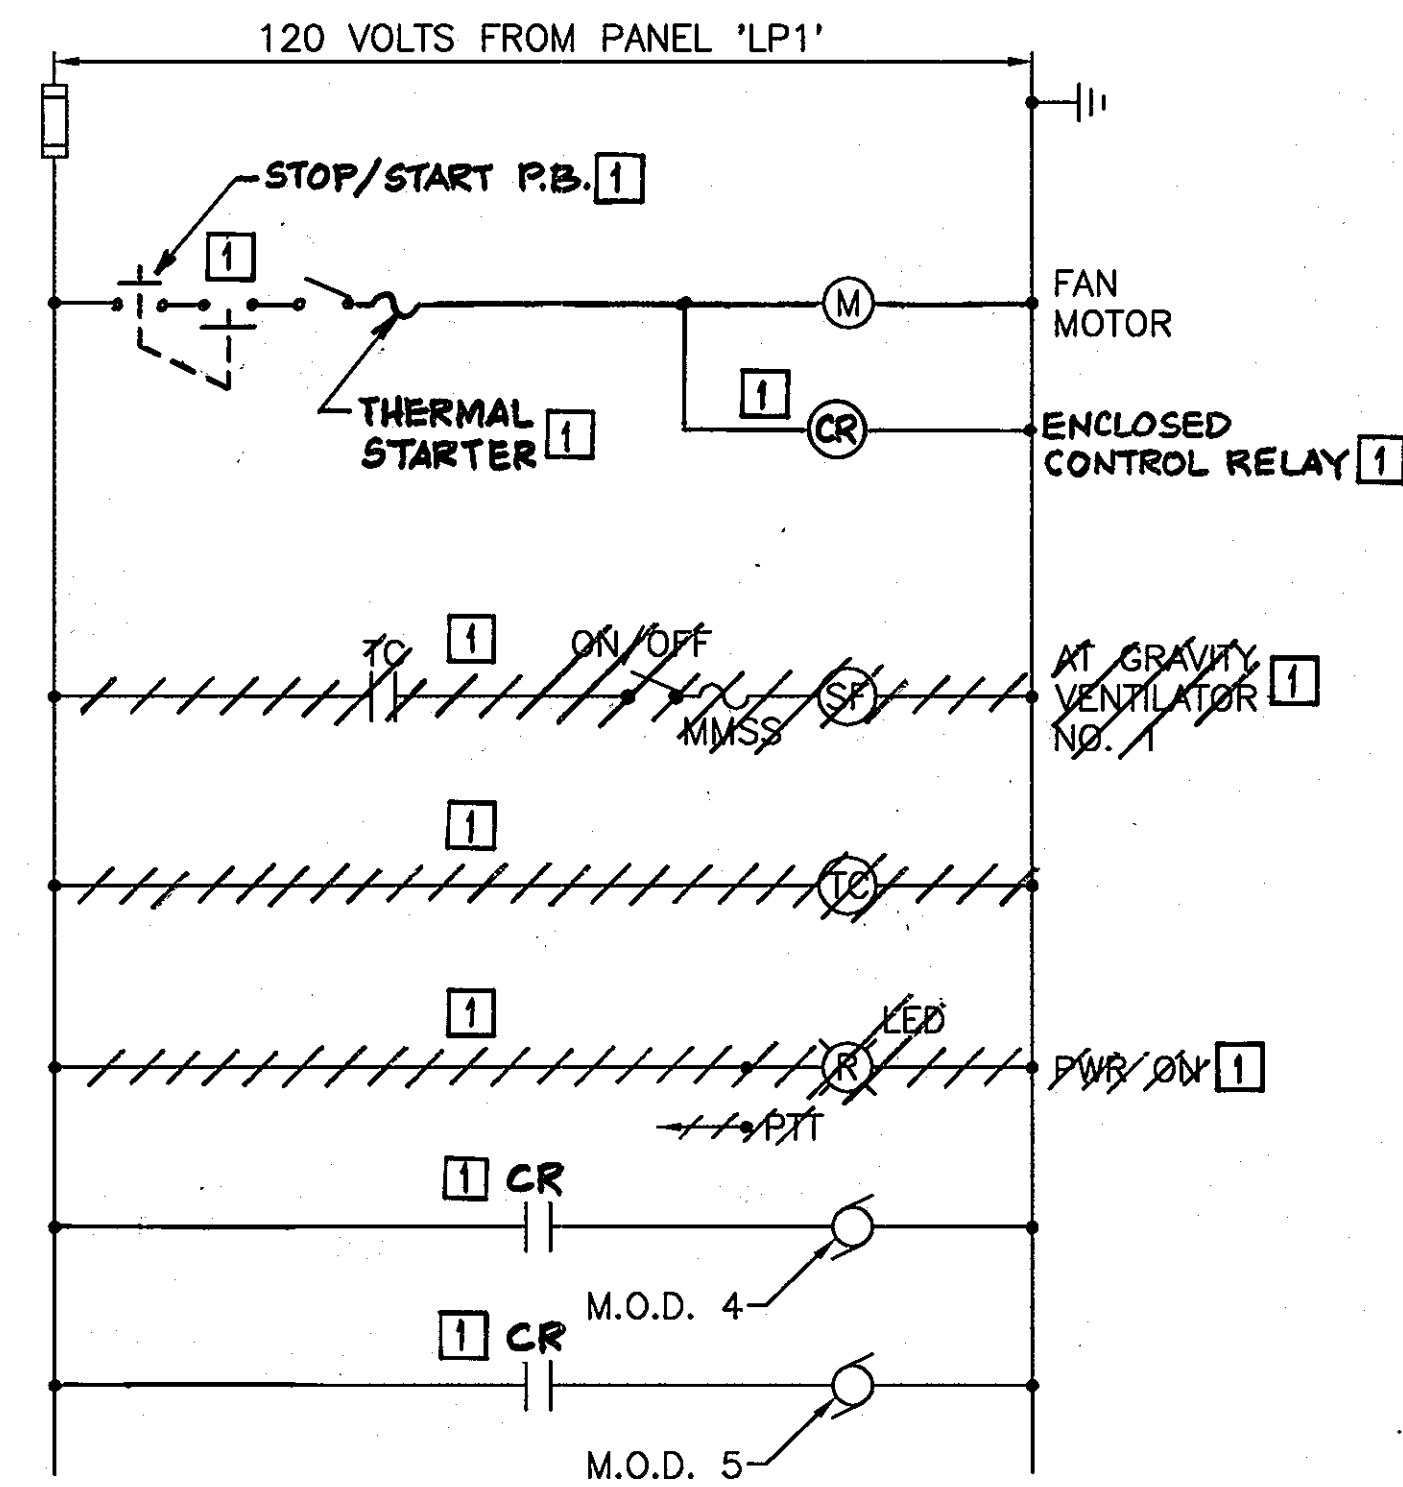 120 VOLTS FROM PANEL 'LP1'
STOP/START P.B. 1
1
FAN
MOTOR
M
1
THERMAL
STARTER 1
CR
ENCLOSED
CONTROL RELAY 1
1
TC
ON/OFF
SF
MMSS
AT GRAVITY
VENTILATOR
NO. 1
1
1
TC
1
LED
R
PWR ON 1
PTT
1 CR
M.O.D. 4
1 CR
M.O.D. 5